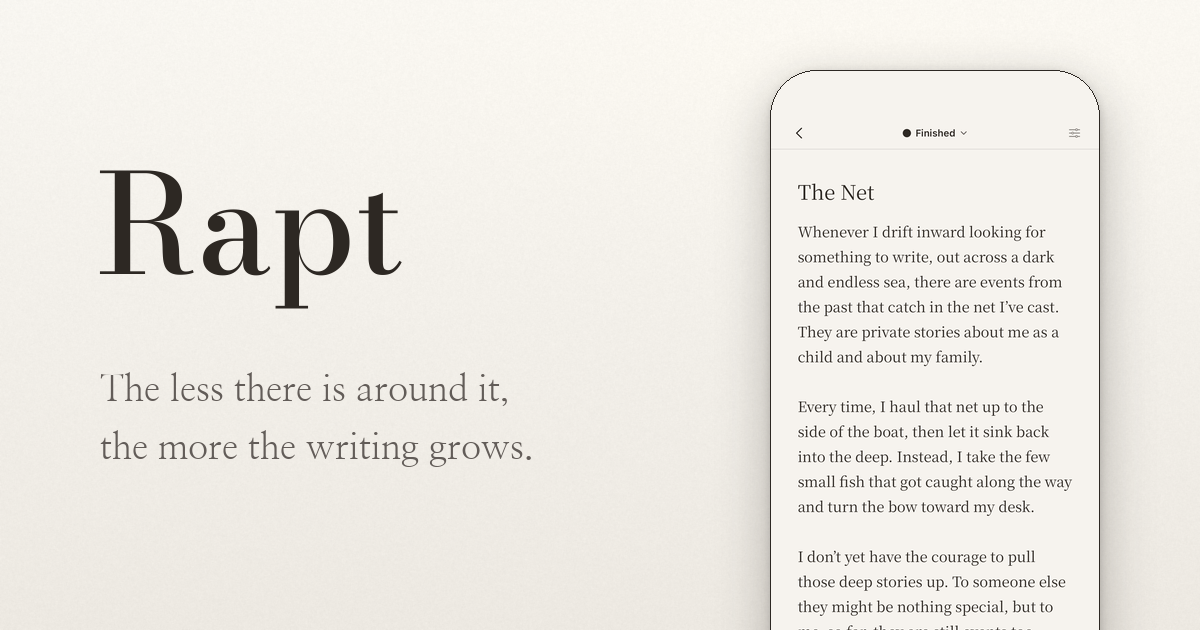 Rapt
The less there is around it,
the more the writing grows.
Finished
The Net
Whenever I drift inward looking for
something to write, out across a dark
and endless sea, there are events from
the past that catch in the net I’ve cast.
They are private stories about me as a
child and about my family.
Every time, I haul that net up to the
side of the boat, then let it sink back
into the deep. Instead, I take the few
small fish that got caught along the way
and turn the bow toward my desk.
I don’t yet have the courage to pull
those deep stories up. To someone else
they might be nothing special, but to